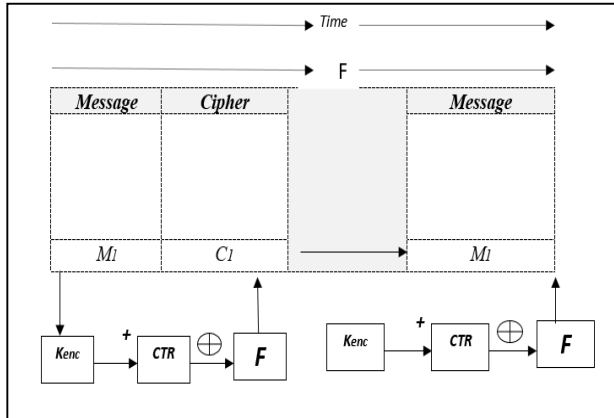 Time
F
Message Cipher Message
M1 C1 M1
Kenc + CTR ⊕ F Kenc + CTR ⊕ F